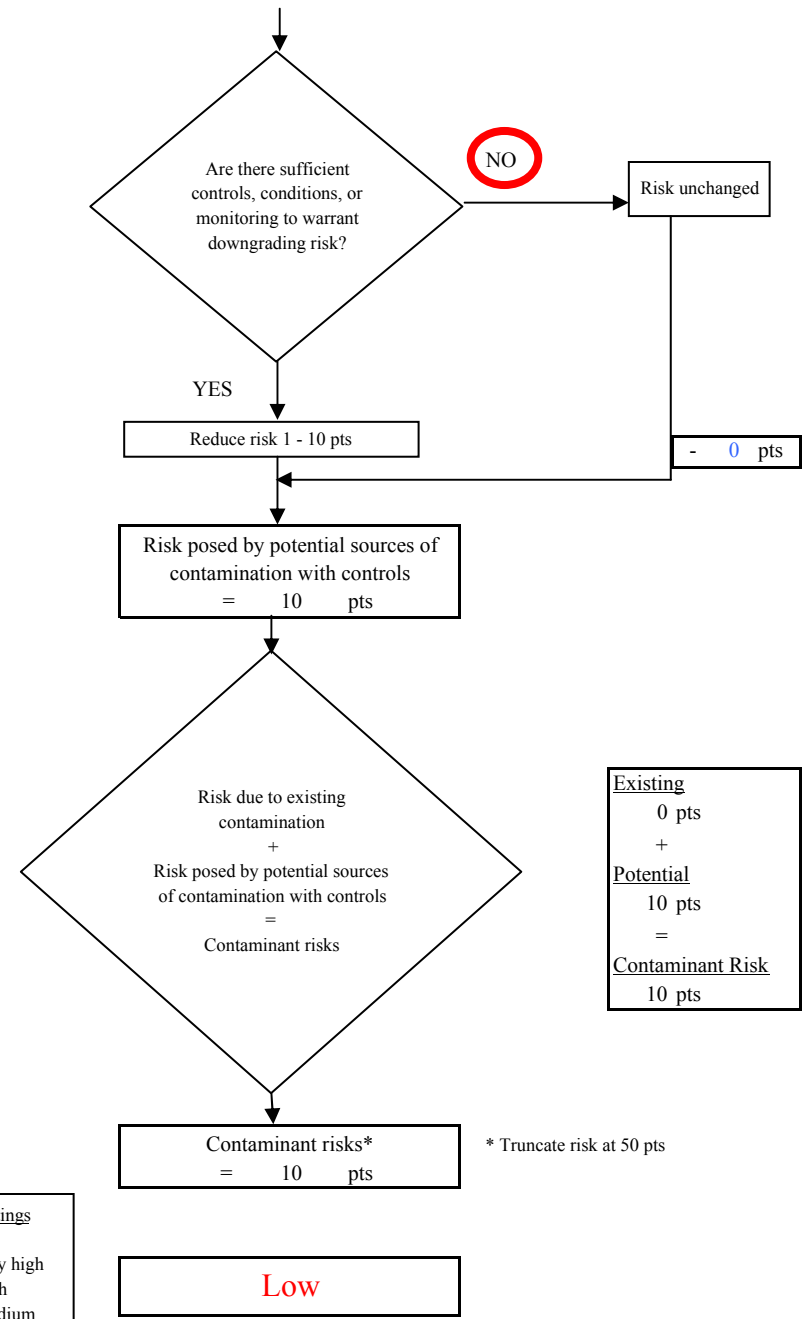 Are there sufficient
controls, conditions, or
monitoring to warrant
downgrading risk?
NO
Risk unchanged
YES
Reduce risk 1 - 10 pts
- 0 pts
Risk posed by potential sources of
contamination with controls
= 10 pts
Risk due to existing
contamination
+
Risk posed by potential sources
of contamination with controls
=
Contaminant risks
Existing
0 pts
+
Potential
10 pts
=
Contaminant Risk
10 pts
Contaminant risks*
= 10 pts
* Truncate risk at 50 pts
high
Low